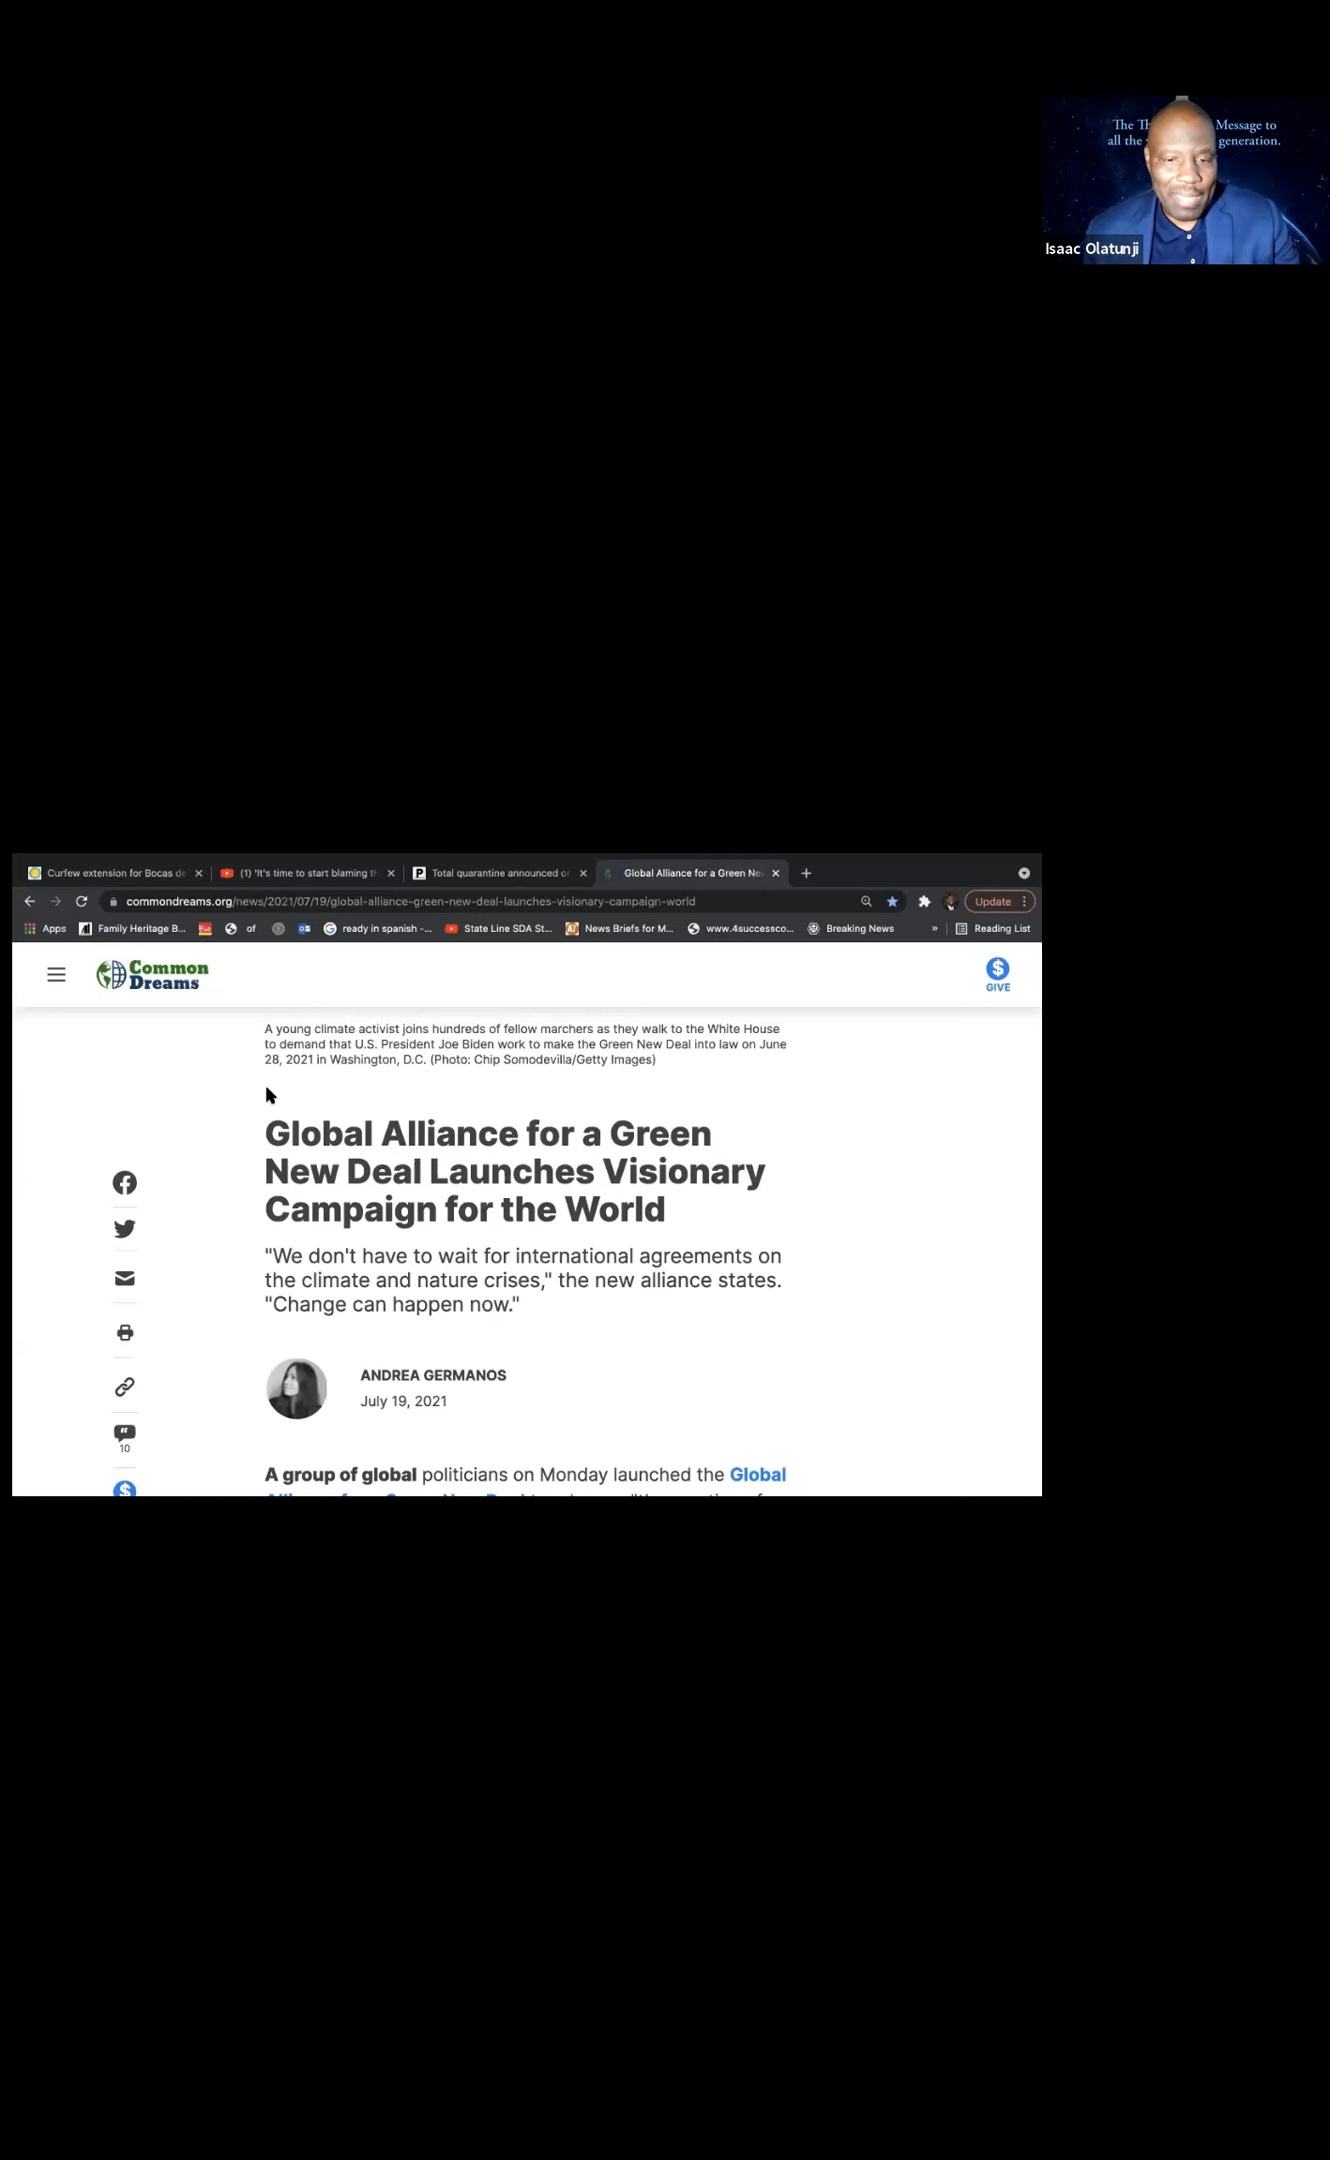 The Th Message to
all the generation.
Isaac Olatunji
Curfew extension for Bocas de
(1) 'It's time to start blaming th
Total quarantine announced or
Global Alliance for a Green Ne
commondreams.org/news/2021/07/19/global-alliance-green-new-deal-launches-visionary-campaign-world
Update
Apps
Family Heritage B...
of
ready in spanish -...
State Line SDA St...
News Briefs for M...
www.4successco...
Breaking News
»
Reading List
Common
Dreams
GIVE
A young climate activist joins hundreds of fellow marchers as they walk to the White House
to demand that U.S. President Joe Biden work to make the Green New Deal into law on June
28, 2021 in Washington, D.C. (Photo: Chip Somodevilla/Getty Images)
Global Alliance for a Green
New Deal Launches Visionary
Campaign for the World
"We don't have to wait for international agreements on
the climate and nature crises," the new alliance states.
"Change can happen now."
ANDREA GERMANOS
July 19, 2021
10
A group of global politicians on Monday launched the Global